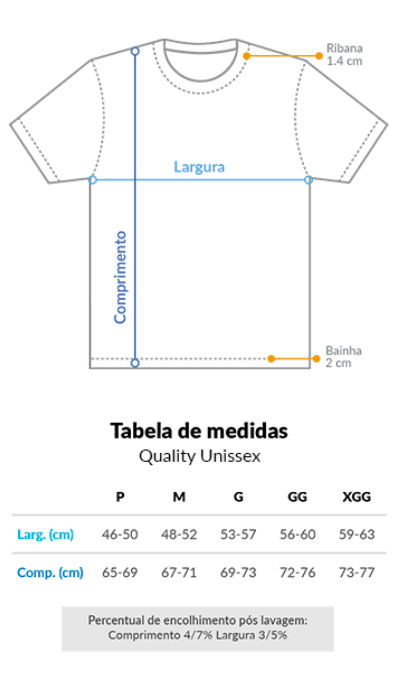 Ribana
1.4 cm
Largura
Comprimento
Bainha
2 cm
Tabela de medidas
Quality Unissex
P M G GG XGG
Larg. (cm) 46-50 48-52 53-57 56-60 59-63
Comp. (cm) 65-69 67-71 69-73 72-76 73-77
Percentual de encolhimento pós lavagem:
Comprimento 4/7% Largura 3/5%